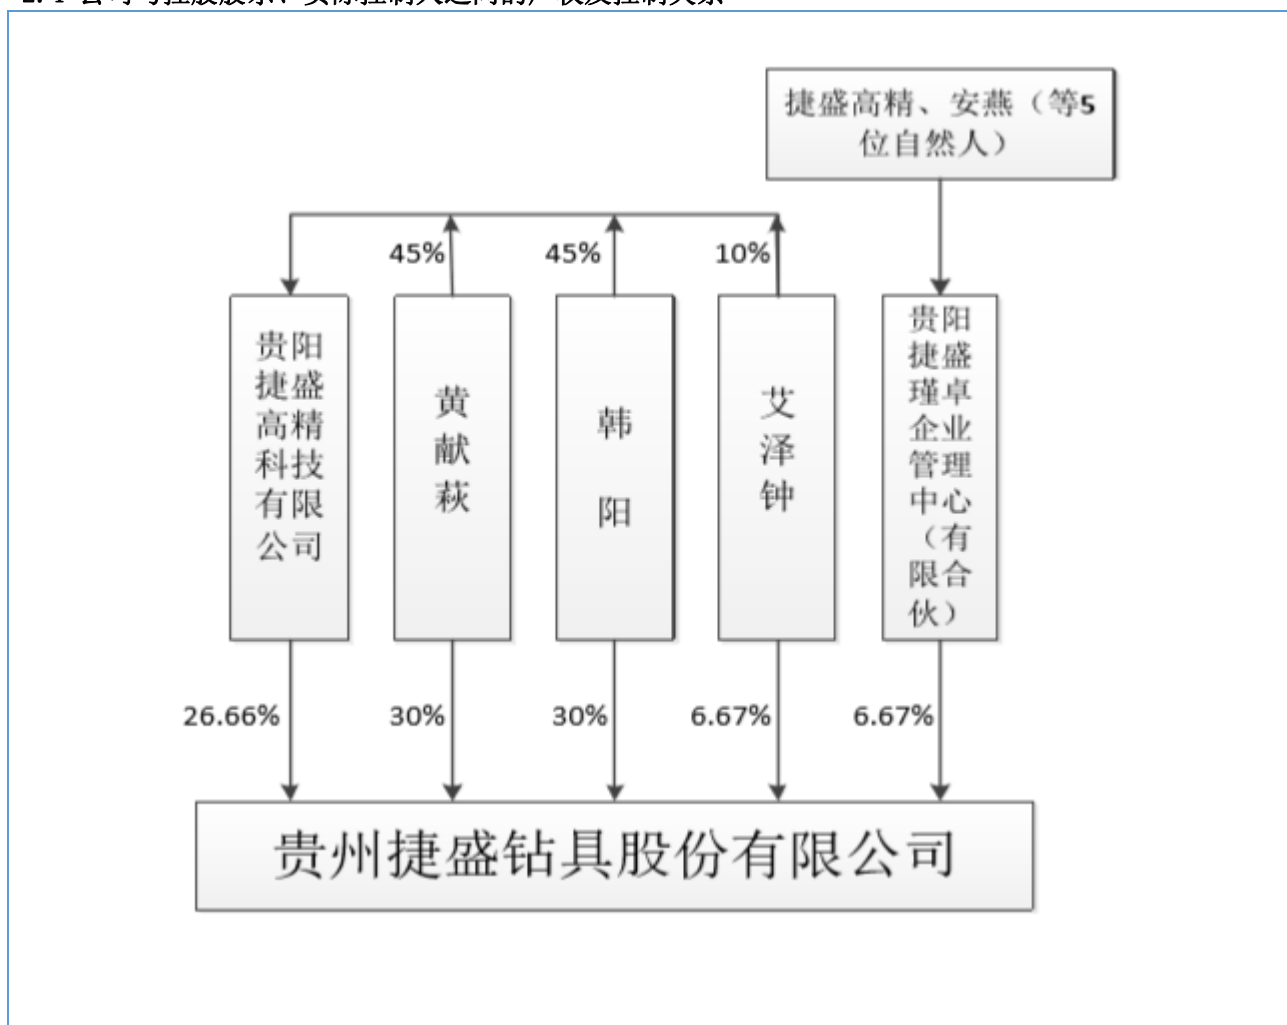 捷盛高精、安燕（等5
位自然人）
45%
45%
10%
贵阳
捷盛
高精
科技
有限
公司
黄
献
萩
韩
阳
艾
泽
钟
贵阳
捷盛
瑾卓
企业
管理
中心
（有
限合
伙）
26.66%
30%
30%
6.67%
6.67%
贵州捷盛钻具股份有限公司